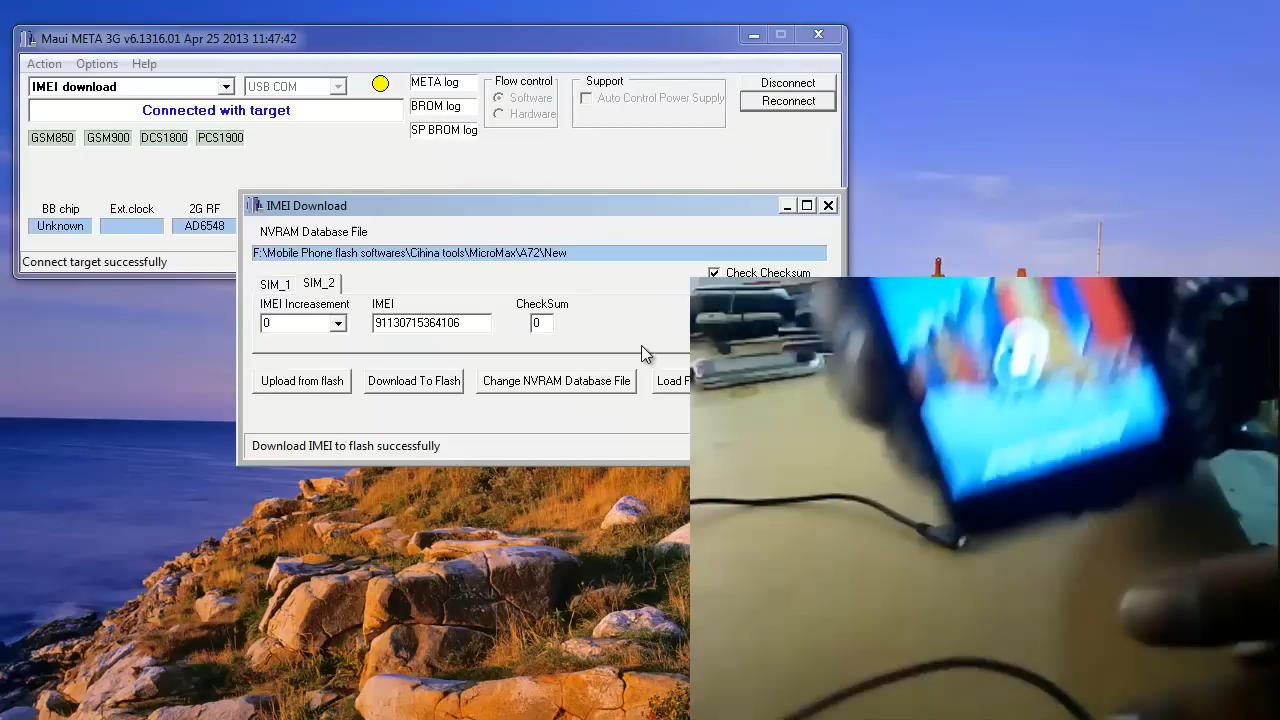 Maui META 3G v6.1316.01 Apr 25 2013 11:47:42
Action Options Help
IMEI download
USB COM
Connected with target
META log
BROM log
SP BROM log
Flow control
Software
Hardware
Support
Auto Control Power Supply
Disconnect
Reconnect
GSM850 GSM900 DCS1800 PCS1900
BB chip Ext.clock 2G RF
Unknown AD6548
Connect target successfully
IMEI Download
NVRAM Database File
F:\Mobile Phone flash softwares\Cihina tools\MicroMax\A72\New
Check Checksum
SIM_1 SIM_2
IMEI Increasement IMEI CheckSum
0 91130715364106 0
Upload from flash Download To Flash Change NVRAM Database File Load F
Download IMEI to flash successfully